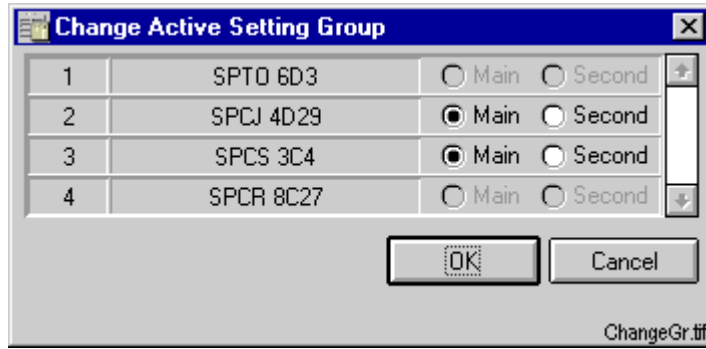 Change Active Setting Group
1 SPTO 6D3 Main Second
2 SPCJ 4D29 Main Second
3 SPCS 3C4 Main Second
4 SPCR 8C27 Main Second
OK Cancel
ChangeGr.tif